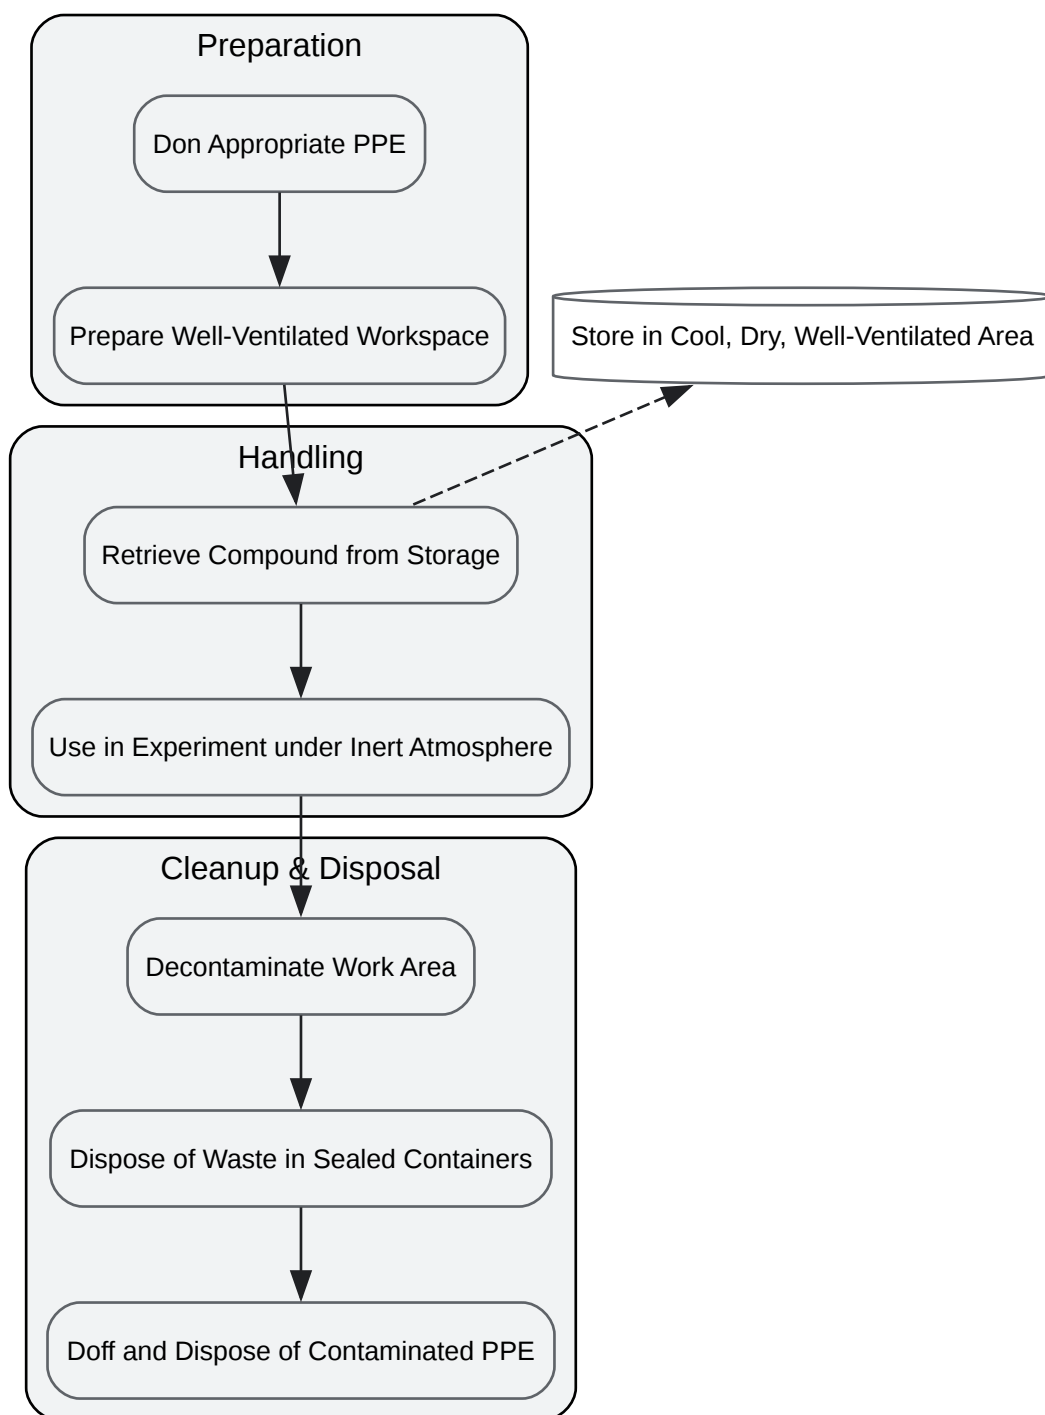 Preparation
Don Appropriate PPE
Prepare Well-Ventilated Workspace
Store in Cool, Dry, Well-Ventilated Area
Handling
Retrieve Compound from Storage
Use in Experiment under Inert Atmosphere
Cleanup & Disposal
Decontaminate Work Area
Dispose of Waste in Sealed Containers
Doff and Dispose of Contaminated PPE